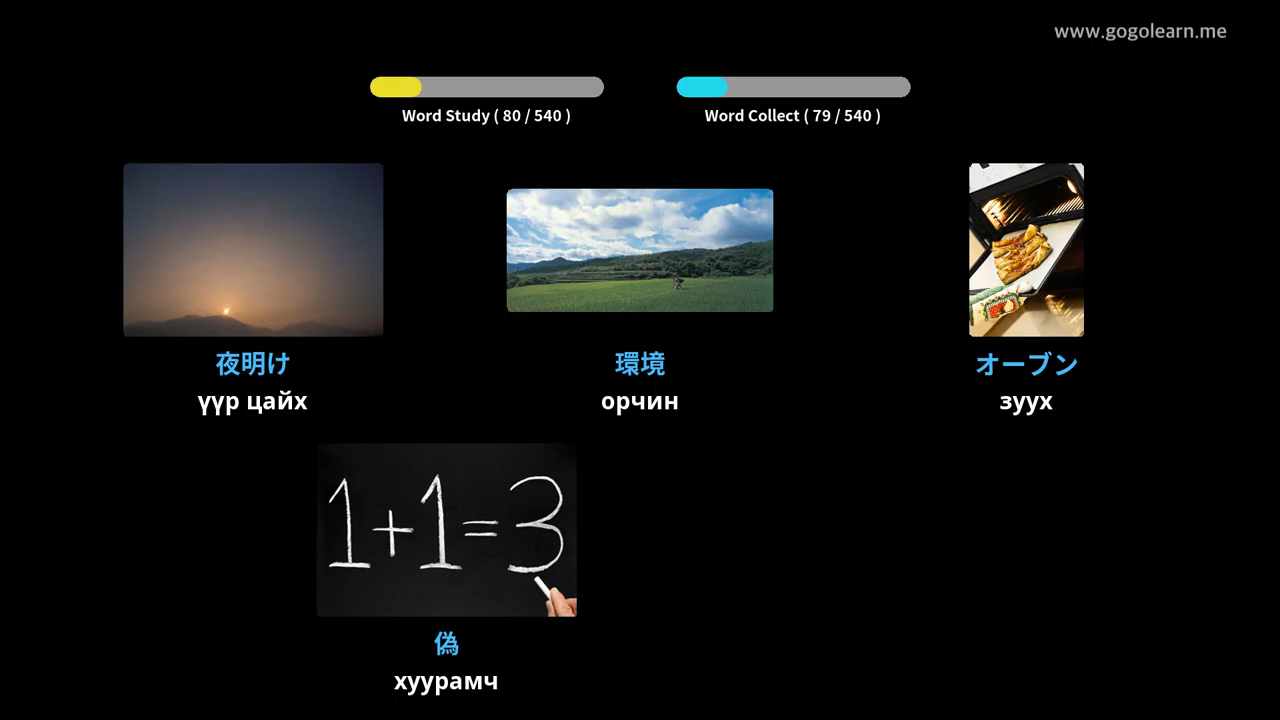 www.gogolearn.me
Word Study ( 80 / 540 )
Word Collect ( 79 / 540 )
夜明け
үүр цайх
環境
орчин
オーブン
зуух
1+1=3
偽
хуурамч